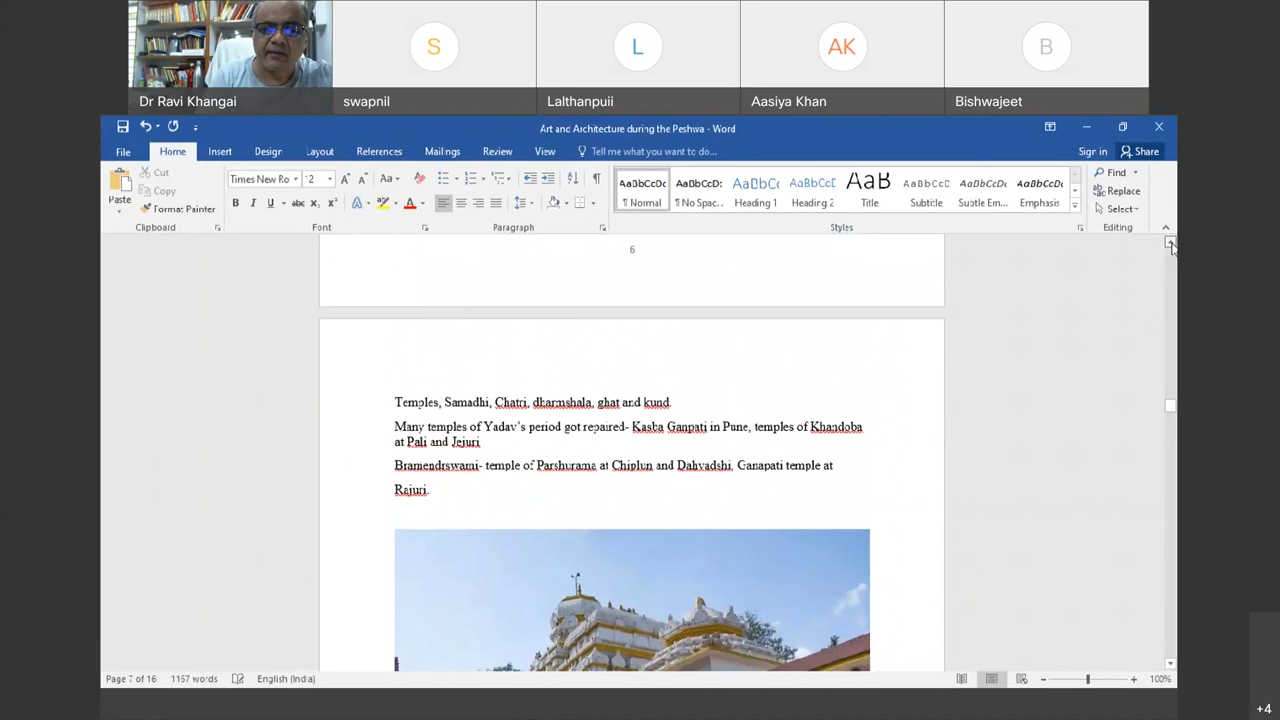 S
L
AK
B
Dr Ravi Khangai
swapnil
Lalthanpuii
Aasiya Khan
Bishwajeet
Art and Architecture during the Peshwa - Word
File
Home
Insert
Design
Layout
References
Mailings
Review
View
Tell me what you want to do...
Sign in
Share
Paste
Cut
Copy
Format Painter
Clipboard
Times New Ro
Font
Paragraph
AaBbCcDc
¶ Normal
AaBbCcDc
¶ No Spac...
AaBbCc
Heading 1
AaBbCcD
Heading 2
AaB
Title
AaBbCcD
Subtitle
AaBbCcDc
Subtle Em...
AaBbCcDc
Emphasis
Styles
Find
Replace
Select
Editing
6
Temples, Samadhi, Chatri, dharmshala, ghat and kund.
Many temples of Yadav's period got repaired- Kasba Ganpati in Pune, temples of Khandoba
at Pali and Jejuri
Bramendrswami- temple of Parshurama at Chiplun and Dahvadshi, Ganapati temple at
Rajuri.
Page 7 of 16
1157 words
English (India)
100%
+4